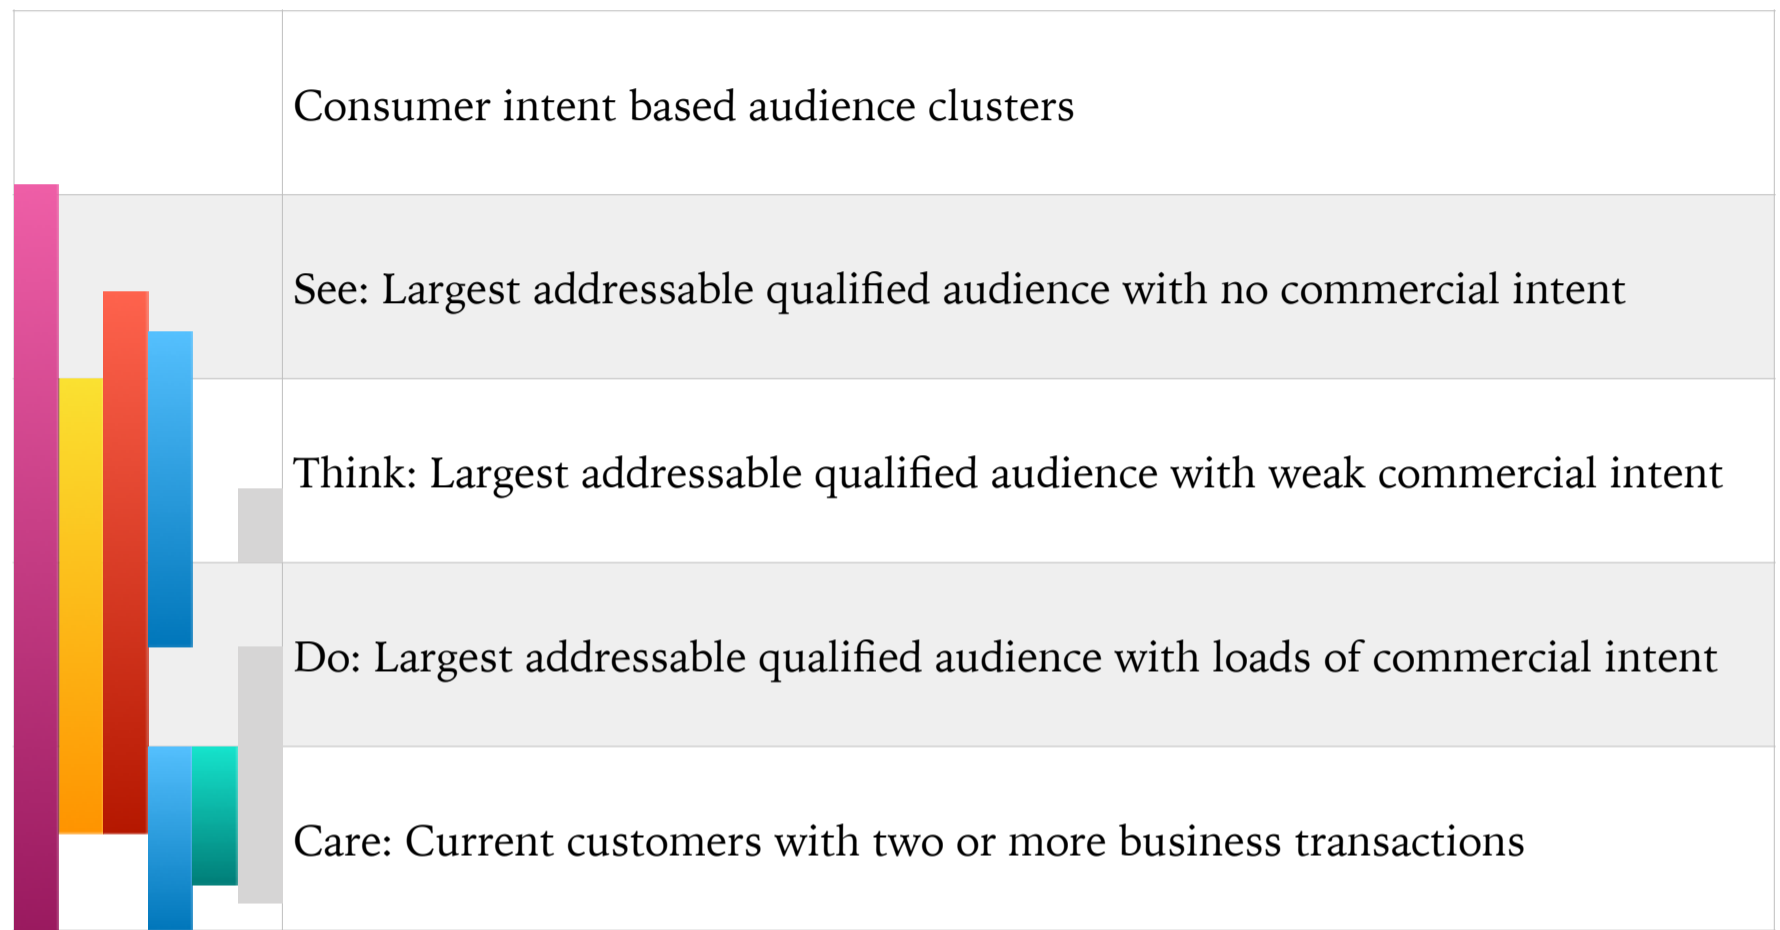 Consumer intent based audience clusters
See: Largest addressable qualified audience with no commercial intent
Think: Largest addressable qualified audience with weak commercial intent
Do: Largest addressable qualified audience with loads of commercial intent
Care: Current customers with two or more business transactions